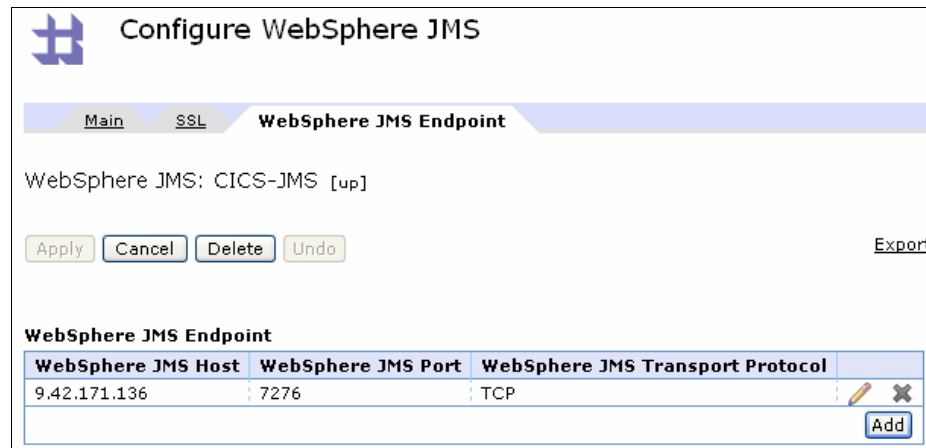 Configure WebSphere JMS
Main SSL WebSphere JMS Endpoint
WebSphere JMS: CICS-JMS [up]
Apply Cancel Delete Undo Export
WebSphere JMS Endpoint
WebSphere JMS Host WebSphere JMS Port WebSphere JMS Transport Protocol
9.42.171.136 7276 TCP
Add